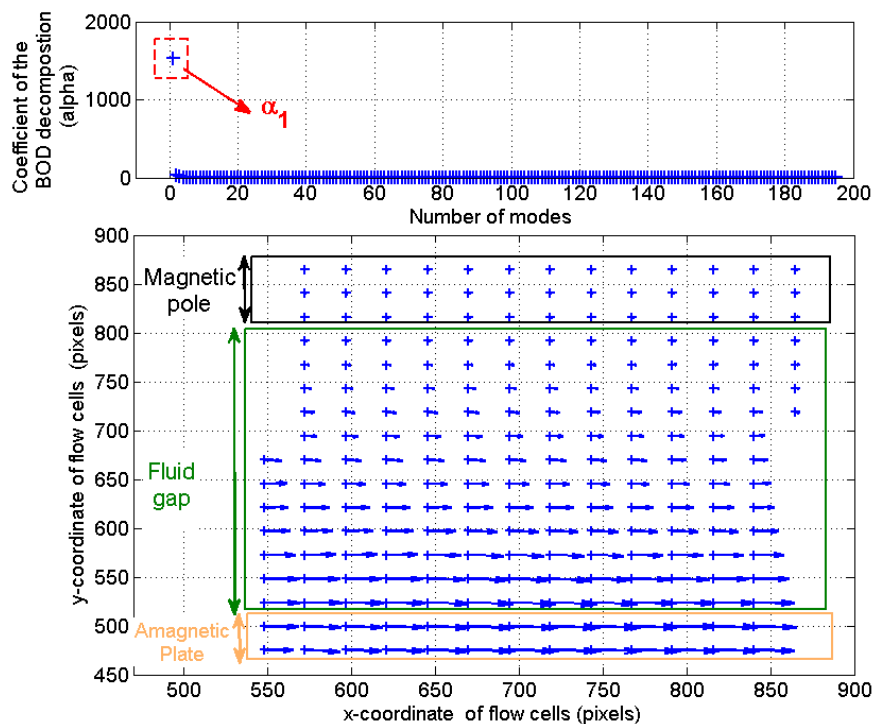 Coefficient of the
BOD decompostion
(alpha)
2000
1000
0
α1
0 20 40 60 80 100 120 140 160 180 200
Number of modes
y-coordinate of flow cells (pixels)
900
850
800
750
700
650
600
550
500
450
Magnetic
pole
Fluid
gap
Amagnetic
Plate
500 550 600 650 700 750 800 850 900
x-coordinate of flow cells (pixels)